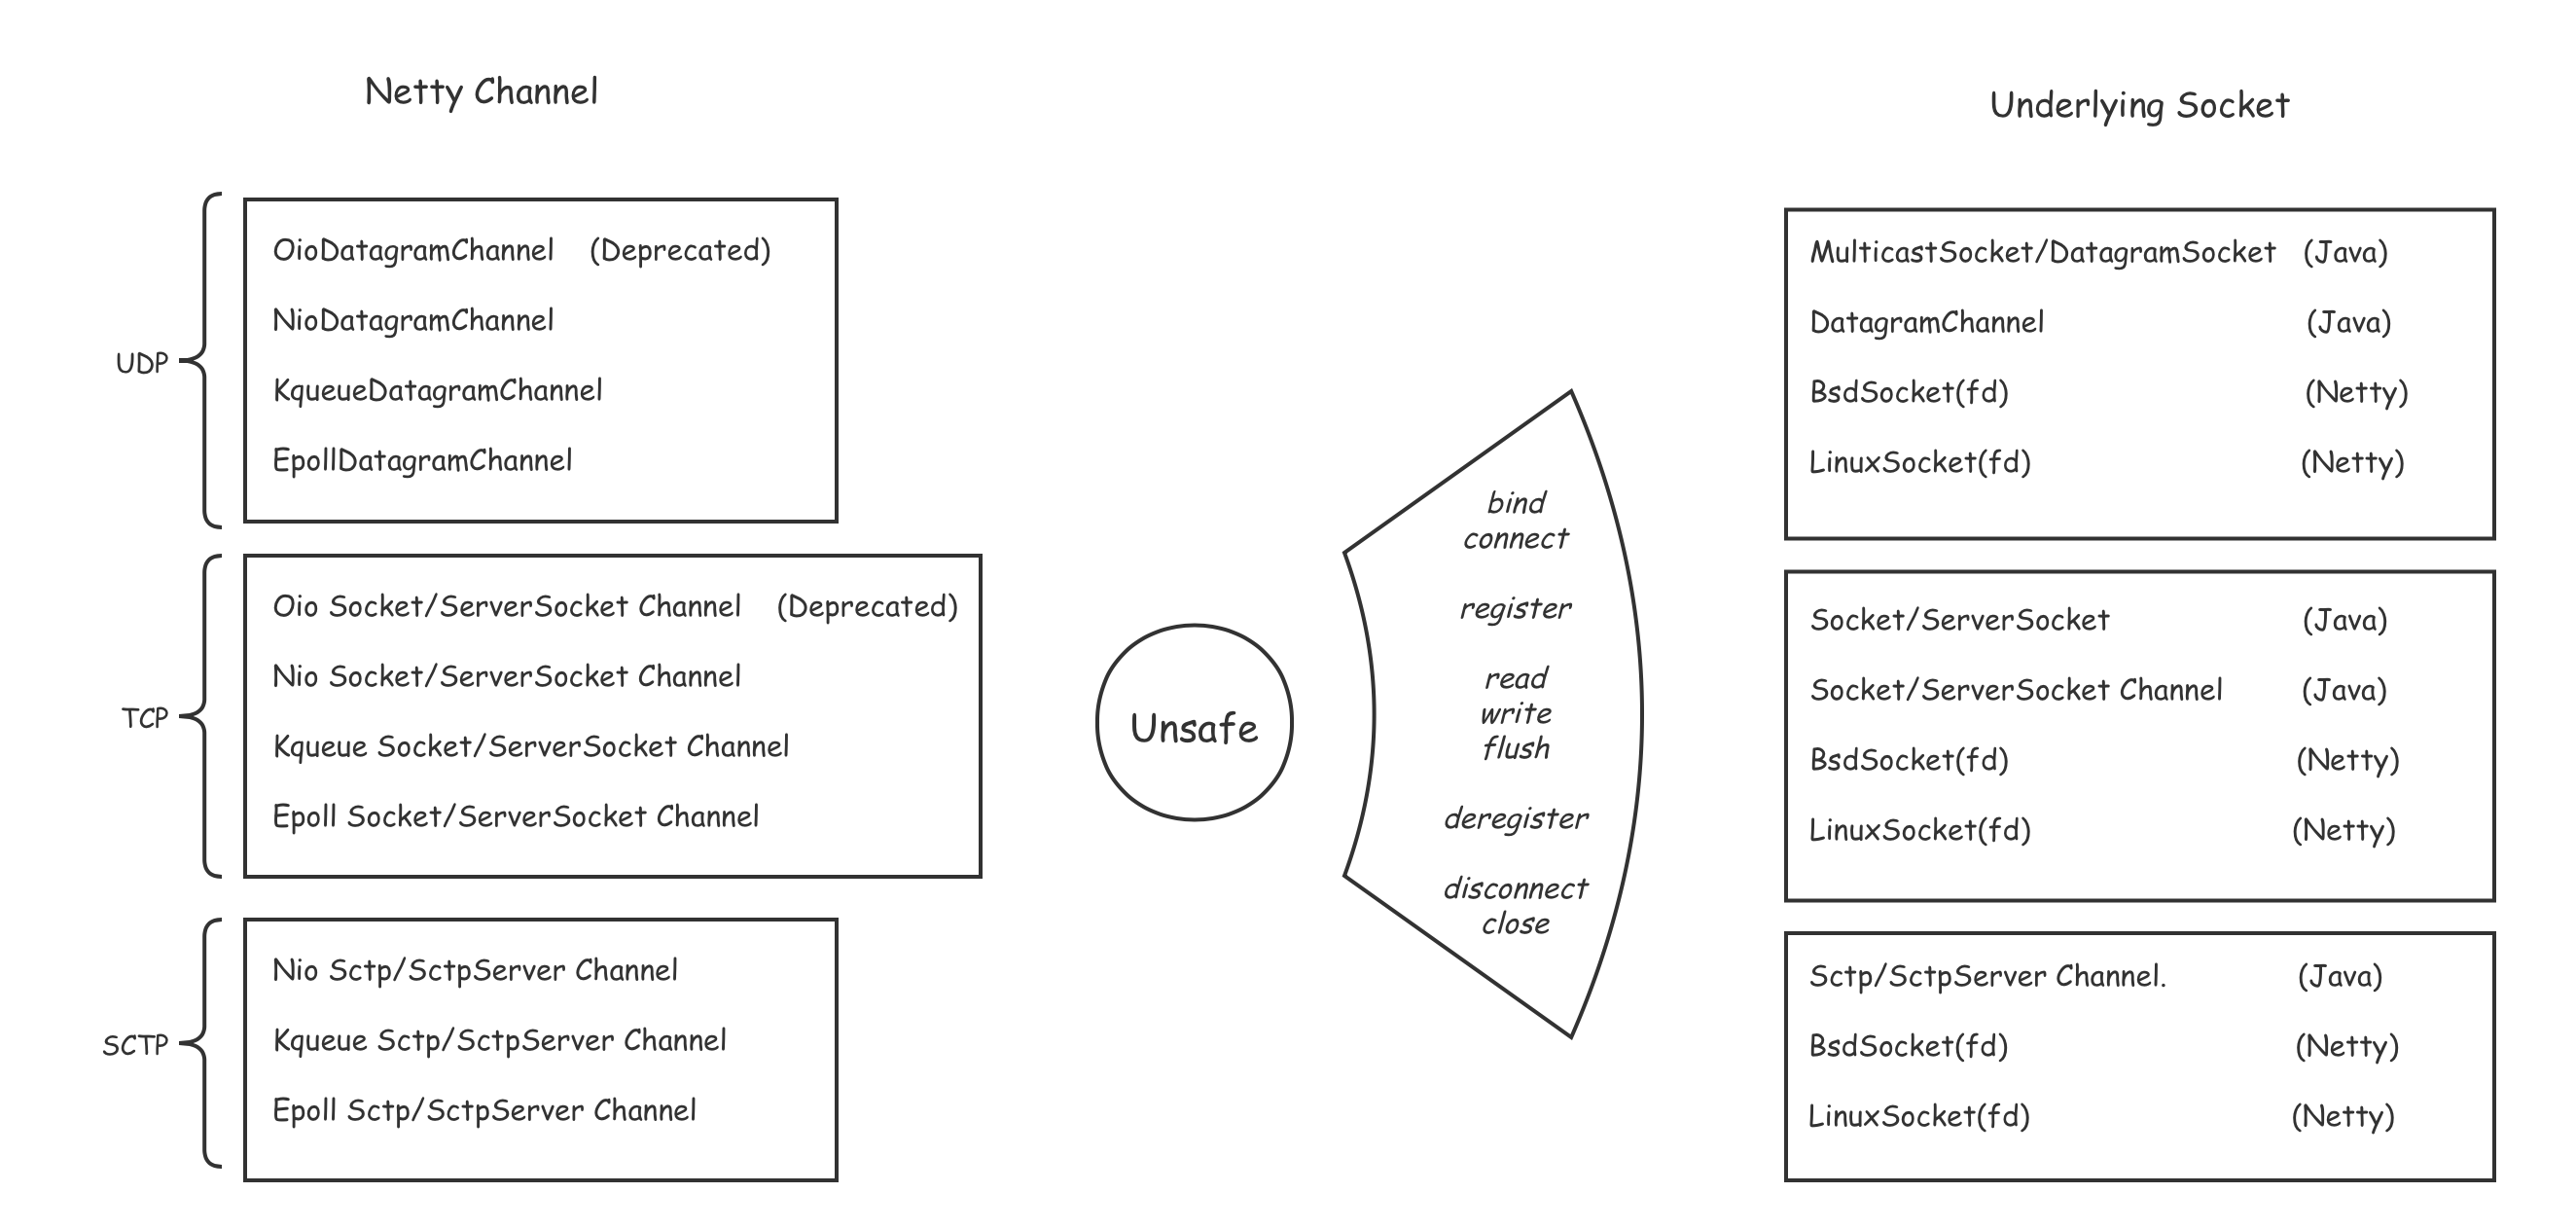 Netty Channel
Underlying Socket
UDP
OioDatagramChannel (Deprecated)
NioDatagramChannel
KqueueDatagramChannel
EpollDatagramChannel
TCP
Oio Socket/ServerSocket Channel (Deprecated)
Nio Socket/ServerSocket Channel
Kqueue Socket/ServerSocket Channel
Epoll Socket/ServerSocket Channel
SCTP
Nio Sctp/SctpServer Channel
Kqueue Sctp/SctpServer Channel
Epoll Sctp/SctpServer Channel
Unsafe
bind
connect
register
read
write
flush
deregister
disconnect
close
MulticastSocket/DatagramSocket (Java)
DatagramChannel (Java)
BsdSocket(fd) (Netty)
LinuxSocket(fd) (Netty)
Socket/ServerSocket (Java)
Socket/ServerSocket Channel (Java)
BsdSocket(fd) (Netty)
LinuxSocket(fd) (Netty)
Sctp/SctpServer Channel. (Java)
BsdSocket(fd) (Netty)
LinuxSocket(fd) (Netty)